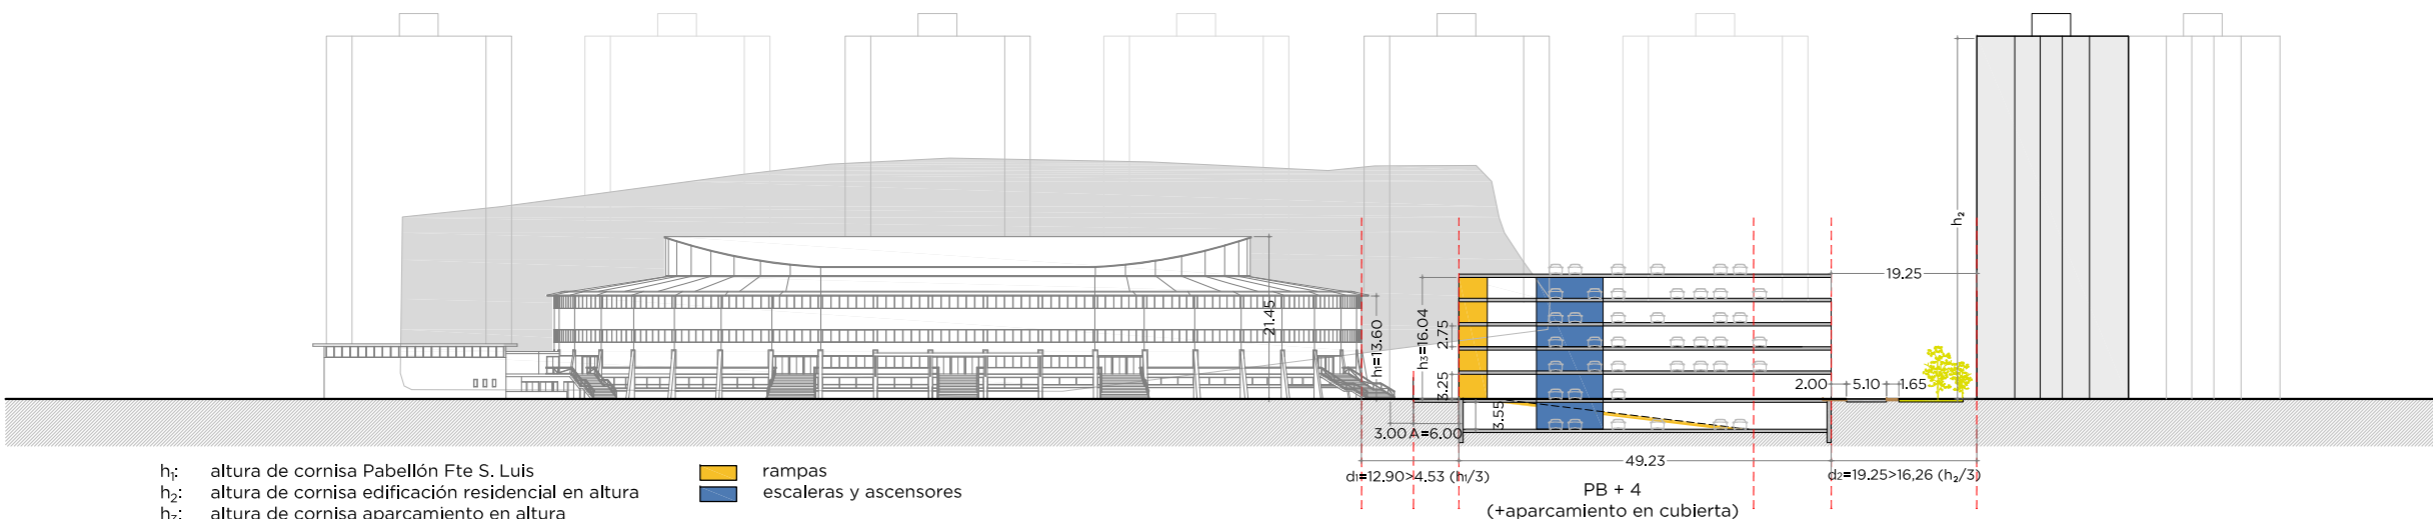 h₂
19.25
21.45
h₁=13.60
h₃=16.04
2.75
3.25
3.55
2.00 5.10 1.65
3.00 A=6.00
49.23
d₁=12.90>4.53 (h₁/3)
d₂=19.25>16,26 (h₂/3)
PB + 4
(+aparcamiento en cubierta)
h₁: altura de cornisa Pabellón Fte S. Luis
h₂: altura de cornisa edificación residencial en altura
h₃: altura de cornisa aparcamiento en altura
rampas
escaleras y ascensores